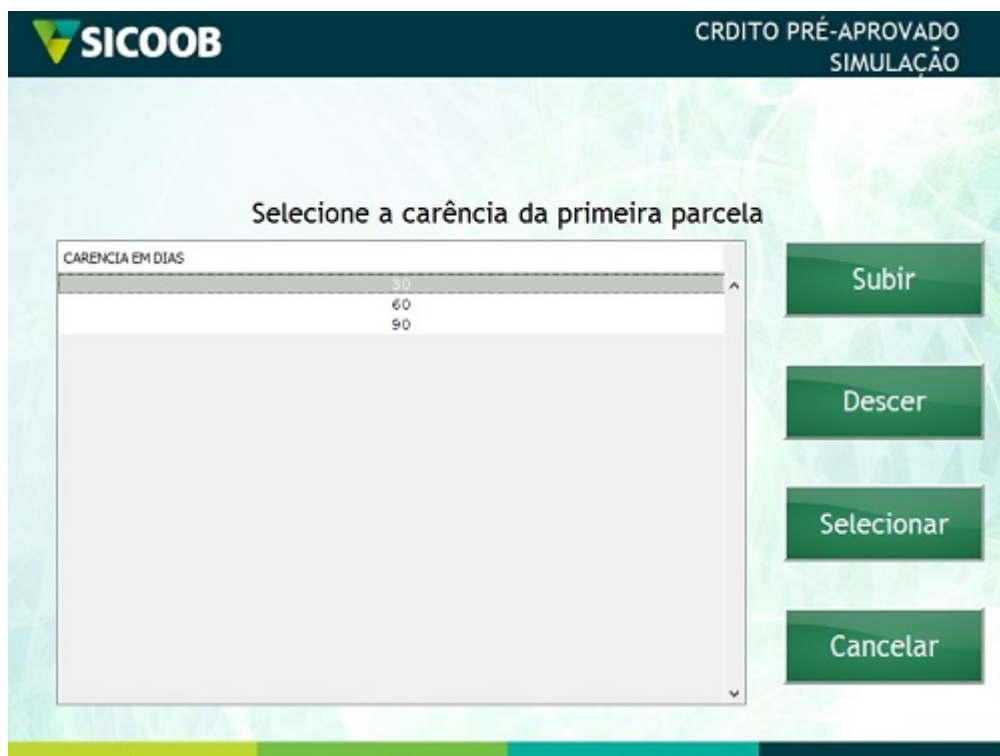 SICOOB
CRDITO PRÉ-APROVADO
SIMULAÇÃO
Selecione a carência da primeira parcela
CARENCIA EM DIAS
30
60
90
Subir
Descer
Selecionar
Cancelar